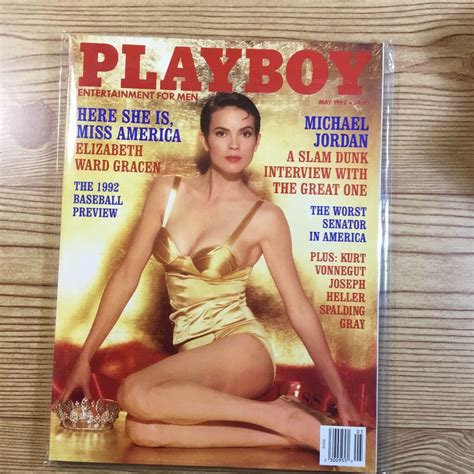 PLAYBOY
ENTERTAINMENT FOR MEN
MAY 1992
HERE SHE IS,
MISS AMERICA
ELIZABETH
WARD GRACEN
THE 1992
BASEBALL
PREVIEW
MICHAEL
JORDAN
A SLAM DUNK
INTERVIEW WITH
THE GREAT ONE
THE WORST
SENATOR
IN AMERICA
PLUS: KURT
VONNEGUT
JOSEPH
HELLER
SPALDING
GRAY
05